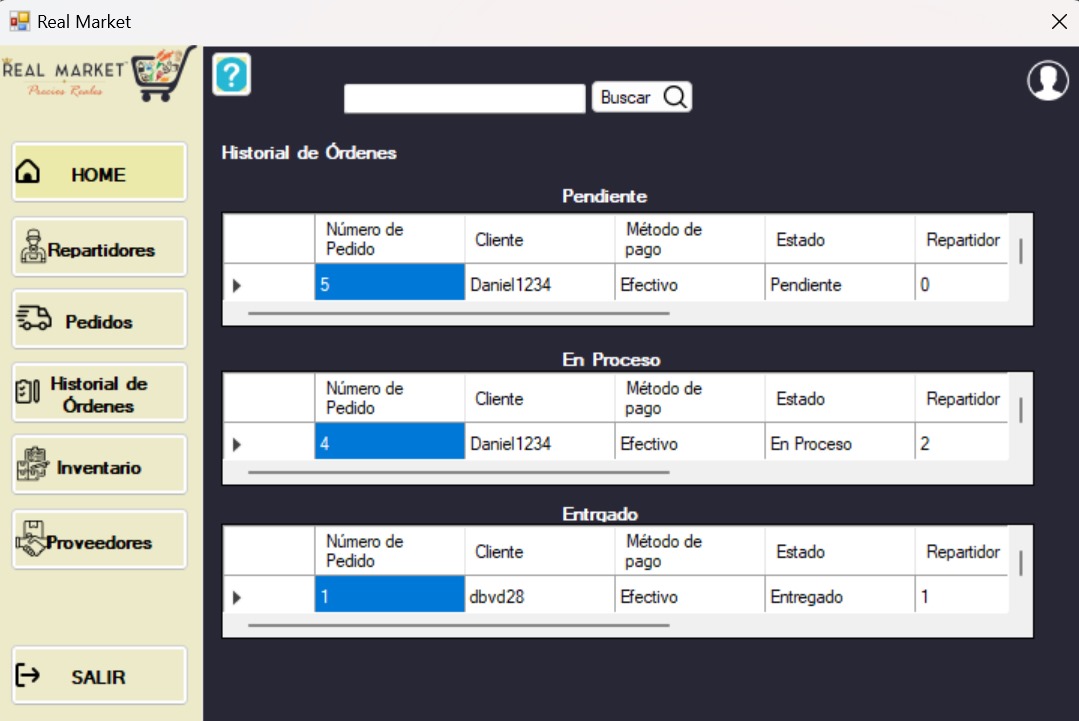 Real Market
REAL MARKET
Precios Reales
?
Buscar
HOME
Repartidores
Pedidos
Historial de
Órdenes
Inventario
Proveedores
SALIR
Historial de Órdenes
Pendiente
Número de Pedido Cliente Método de pago Estado Repartidor
5 Daniel1234 Efectivo Pendiente 0
En Proceso
Número de Pedido Cliente Método de pago Estado Repartidor
4 Daniel1234 Efectivo En Proceso 2
Entrgado
Número de Pedido Cliente Método de pago Estado Repartidor
1 dbvd28 Efectivo Entregado 1